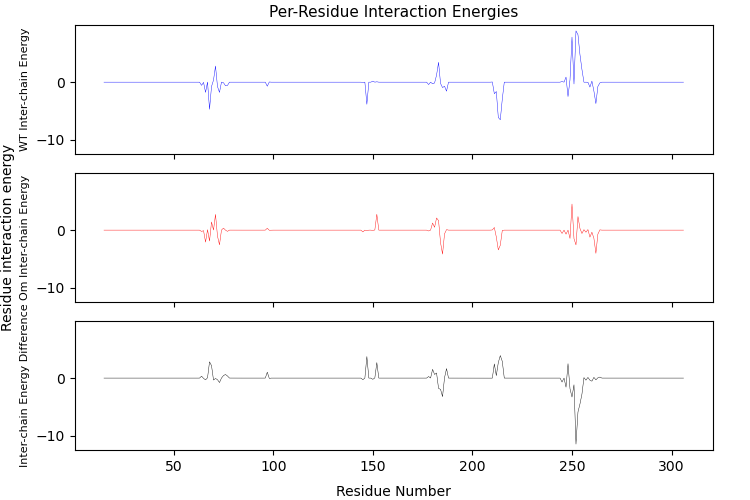 Per-Residue Interaction Energies
Residue interaction energy
WT Inter-chain Energy
0
−10
Om Inter-chain Energy
0
−10
Inter-chain Energy Difference
0
−10
50
100
150
200
250
300
Residue Number